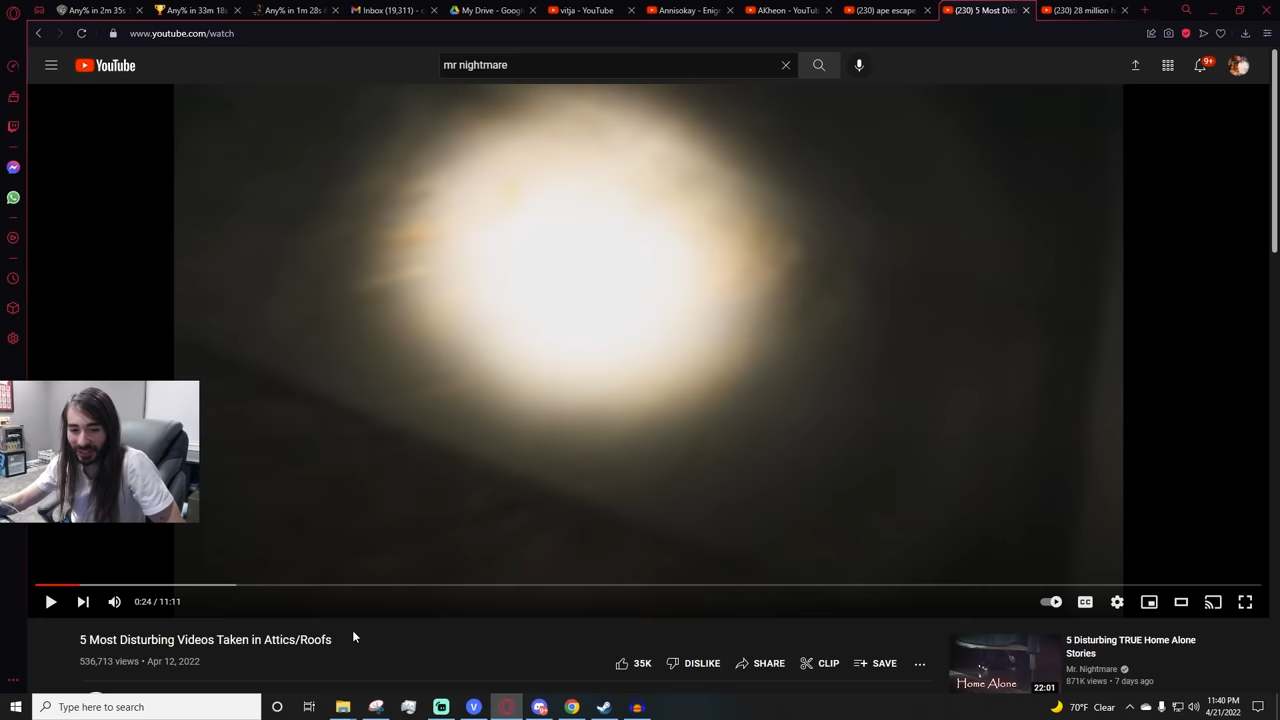 Any% in 2m 35s
Any% in 33m 18s
Any% in 1m 28s
Inbox (19,311) - c
My Drive - Googl
vitja - YouTube
Annisokay - Enig
AKheon - YouTu
(230) ape escape
(230) 5 Most Dist
(230) 28 million h
www.youtube.com/watch
YouTube
mr nightmare
9+
0:24 / 11:11
CC
5 Most Disturbing Videos Taken in Attics/Roofs
536,713 views • Apr 12, 2022
35K
DISLIKE
SHARE
CLIP
SAVE
Home Alone
22:01
5 Disturbing TRUE Home Alone
Stories
Mr. Nightmare
871K views • 7 days ago
Type here to search
70°F Clear
11:40 PM
4/21/2022